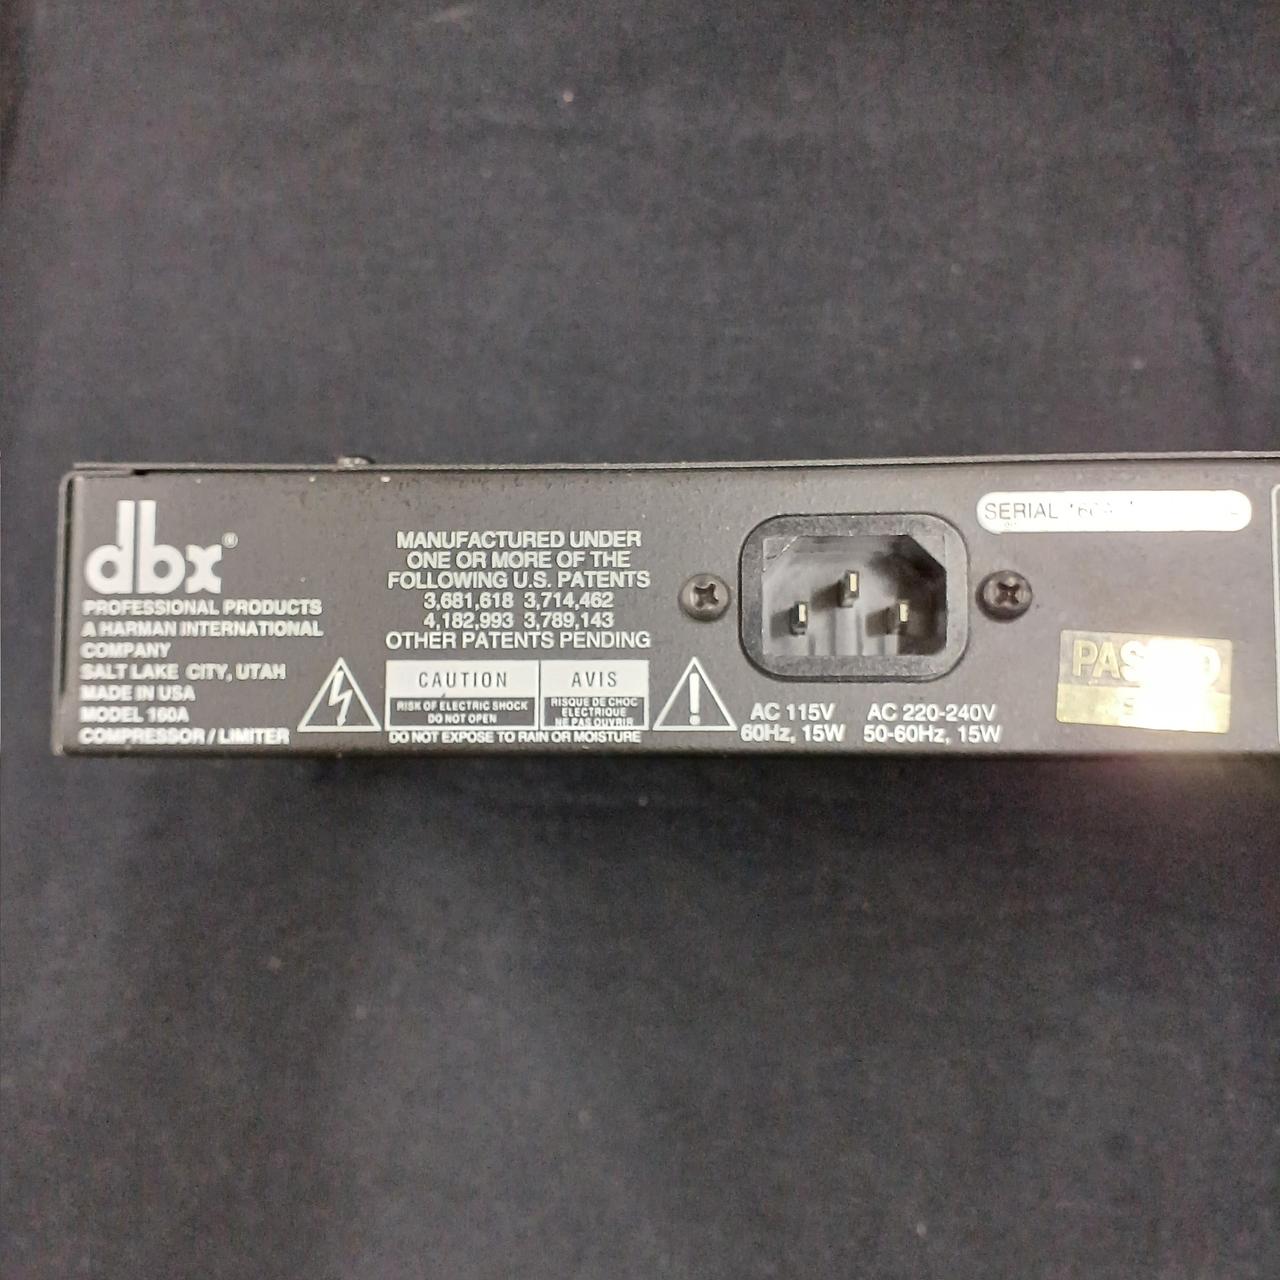 dbx®
PROFESSIONAL PRODUCTS
A HARMAN INTERNATIONAL
COMPANY
SALT LAKE CITY, UTAH
MADE IN USA
MODEL 160A
COMPRESSOR / LIMITER
MANUFACTURED UNDER
ONE OR MORE OF THE
FOLLOWING U.S. PATENTS
3,681,618 3,714,462
4,182,993 3,789,143
OTHER PATENTS PENDING
CAUTION
RISK OF ELECTRIC SHOCK
DO NOT OPEN
AVIS
RISQUE DE CHOC
ELECTRIQUE
NE PAS OUVRIR
DO NOT EXPOSE TO RAIN OR MOISTURE
AC 115V
60Hz, 15W
AC 220-240V
50-60Hz, 15W
SERIAL